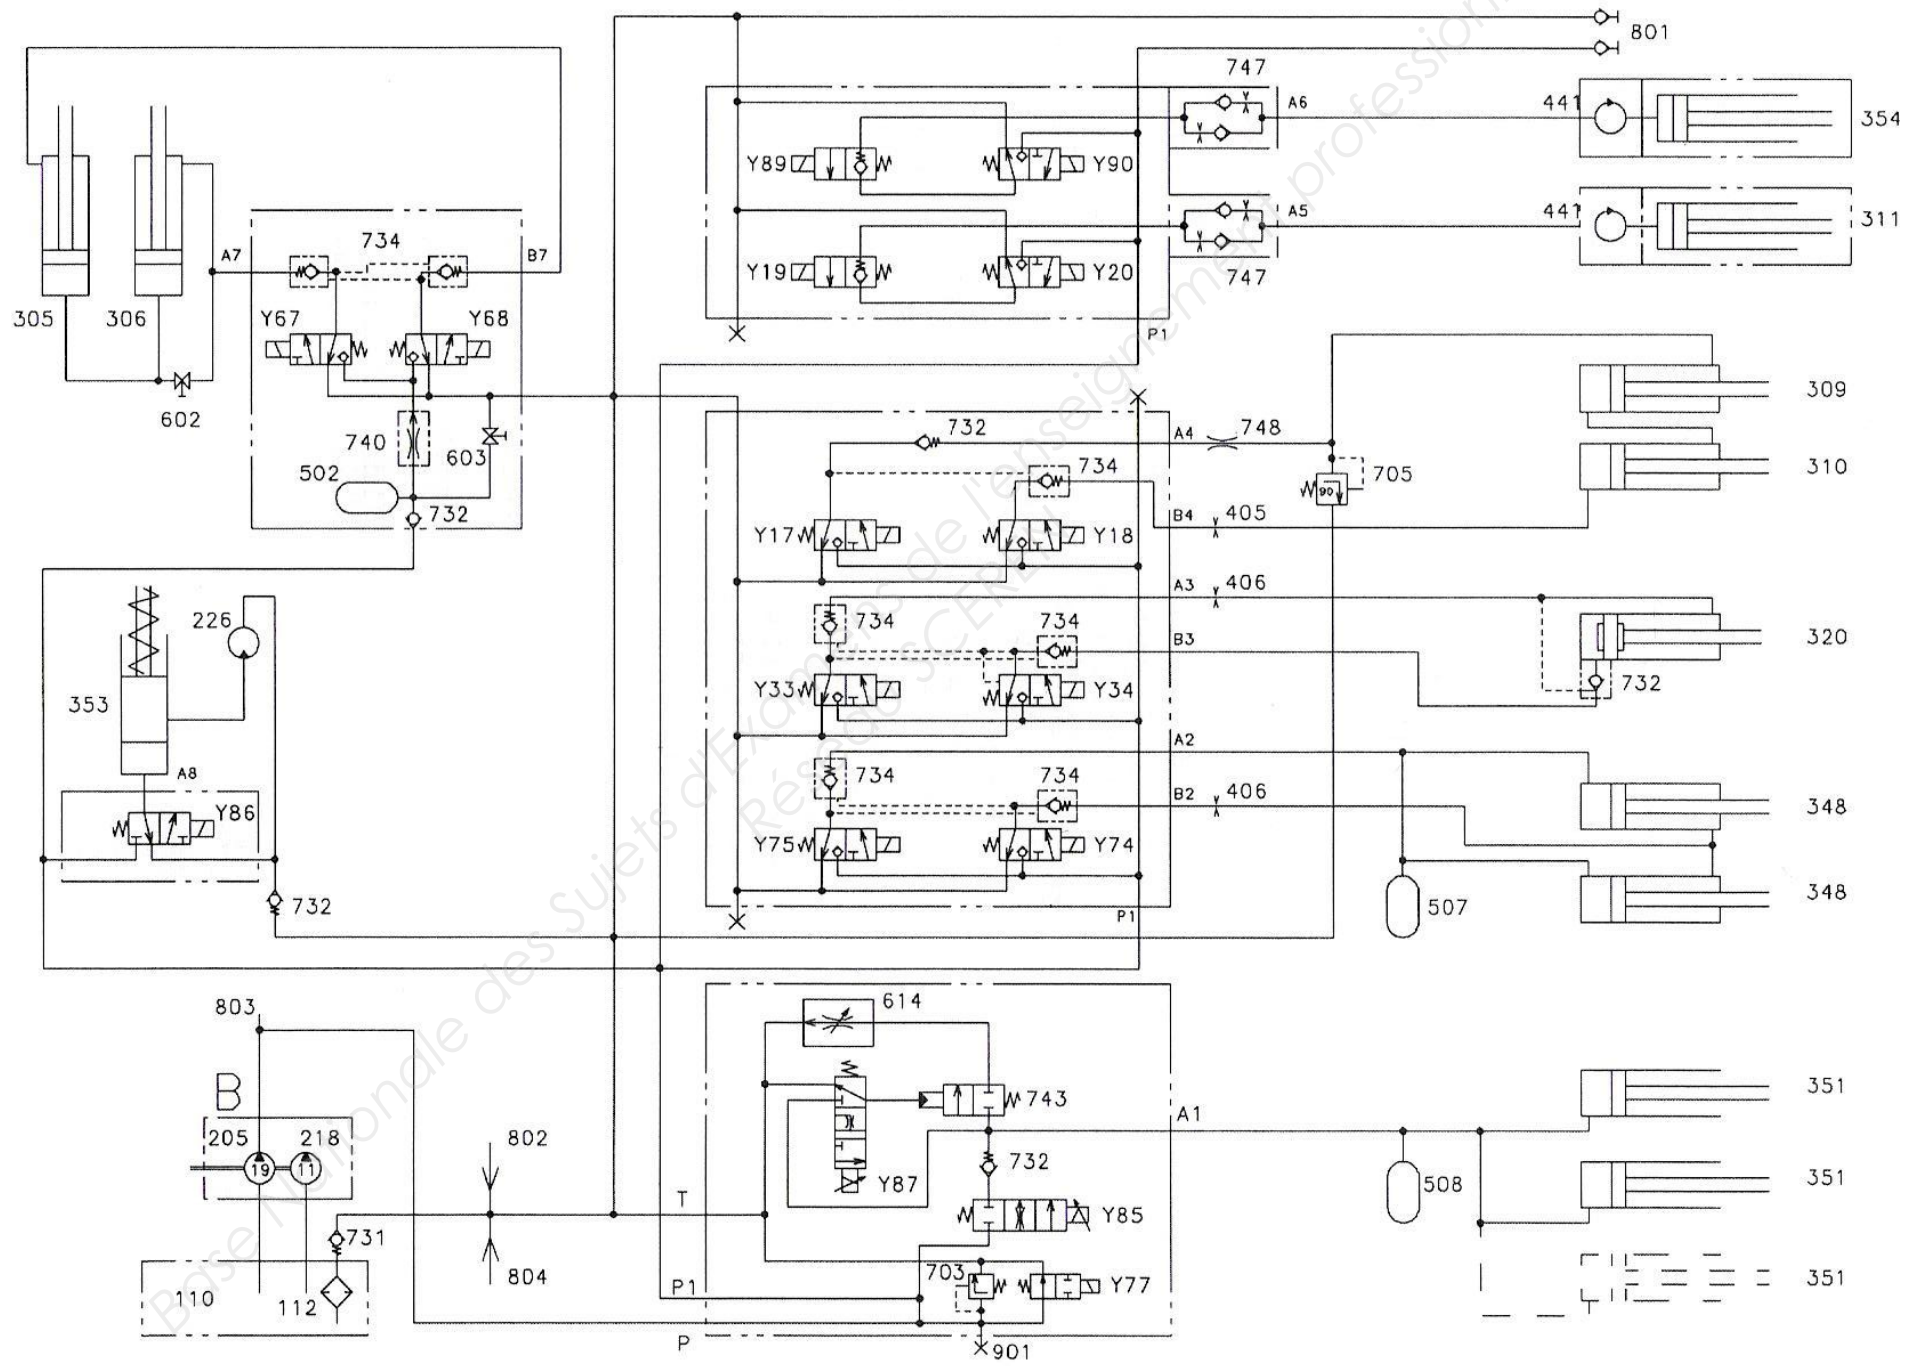 801
747
A6
441
354
Y89
Y90
A5
441
311
734
A7
B7
Y19
Y20
747
305
306
Y67
Y68
P1
602
740
603
502
732
732
A4
748
309
734
705
90
310
Y17
Y18
B4
405
A3
406
226
734
734
B3
320
732
353
Y33
Y34
A2
A8
734
734
B2
406
348
Y86
Y75
Y74
732
P1
507
348
803
614
B
743
A1
351
205
218
802
19
11
732
Y87
508
351
T
Y85
731
804
703
Y77
351
110
112
P1
P
901
Base Nationale des Sujets d'Examens de l'enseignement professionn
Réseau SCEREN